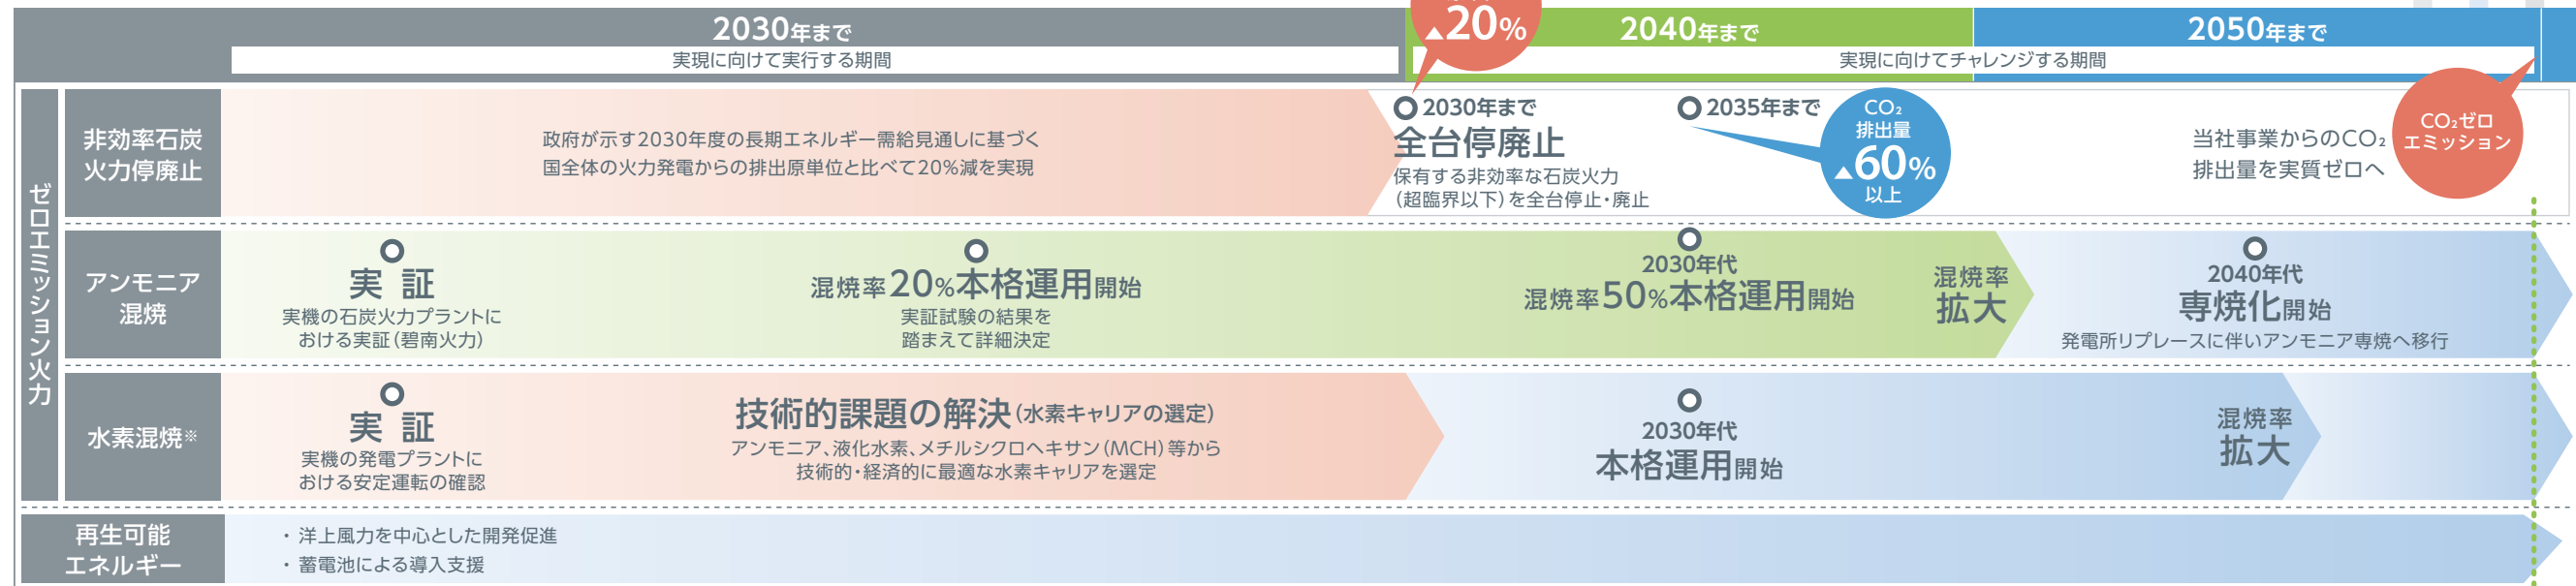 2030年まで
実現に向けて実行する期間
▲20%
2040年まで
2050年まで
実現に向けてチャレンジする期間
ゼロエミッション火力
非効率石炭
火力停廃止
政府が示す2030年度の長期エネルギー需給見通しに基づく
国全体の火力発電からの排出原単位と比べて20%減を実現
2030年まで
全台停廃止
保有する非効率な石炭火力
（超臨界以下）を全台停止・廃止
2035年まで
CO₂
排出量
▲60%
以上
当社事業からのCO₂
排出量を実質ゼロへ
CO₂ゼロ
エミッション
アンモニア
混焼
実 証
実機の石炭火力プラントに
おける実証（碧南火力）
混焼率20%本格運用開始
実証試験の結果を
踏まえて詳細決定
2030年代
混焼率50%本格運用開始
混焼率
拡大
2040年代
専焼化開始
発電所リプレースに伴いアンモニア専焼へ移行
水素混焼※
実 証
実機の発電プラントに
おける安定運転の確認
技術的課題の解決（水素キャリアの選定）
アンモニア、液化水素、メチルシクロヘキサン（MCH）等から
技術的・経済的に最適な水素キャリアを選定
2030年代
本格運用開始
混焼率
拡大
再生可能
エネルギー
・ 洋上風力を中心とした開発促進
・ 蓄電池による導入支援